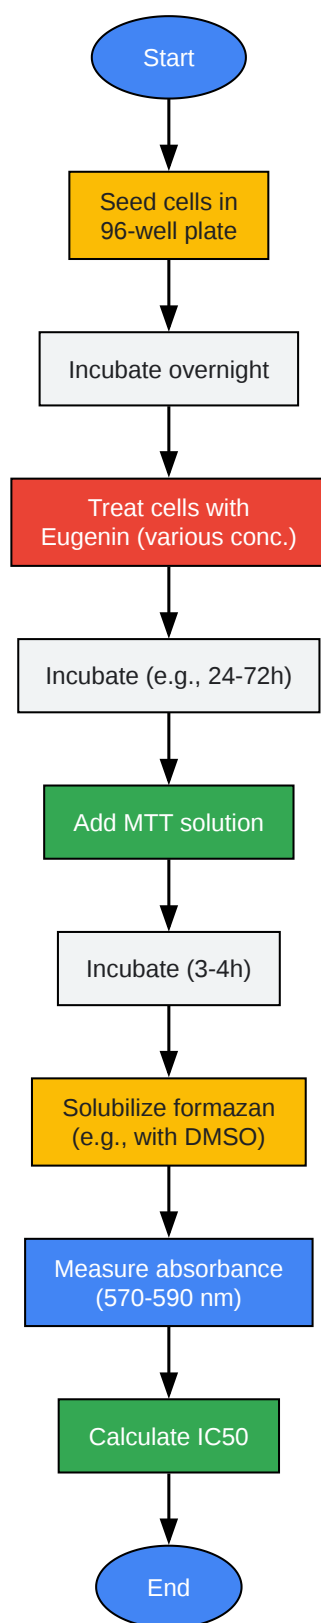 Start
Seed cells in
96-well plate
Incubate overnight
Treat cells with
Eugenin (various conc.)
Incubate (e.g., 24-72h)
Add MTT solution
Incubate (3-4h)
Solubilize formazan
(e.g., with DMSO)
Measure absorbance
(570-590 nm)
Calculate IC50
End